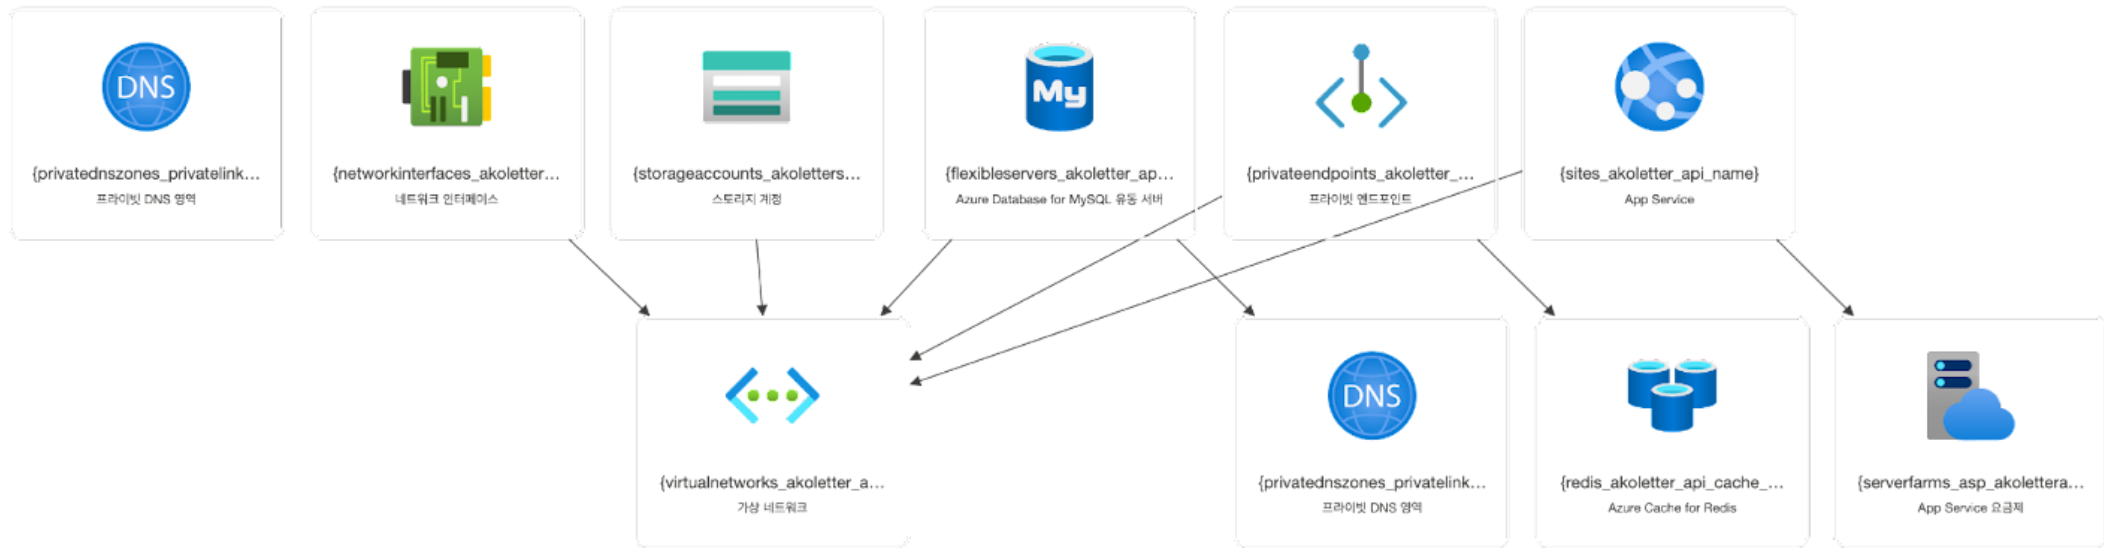 DNS
My
{privatednszones_privatelink...
프라이빗 DNS 영역
{networkinterfaces_akoletter...
네트워크 인터페이스
{storageaccounts_akoletters...
스토리지 계정
{flexibleservers_akoletter_ap...
Azure Database for MySQL 유동 서버
{privateendpoints_akoletter_...
프라이빗 엔드포인트
{sites_akoletter_api_name}
App Service
DNS
{virtualnetworks_akoletter_a...
가상 네트워크
{privatednszones_privatelink...
프라이빗 DNS 영역
{redis_akoletter_api_cache_...
Azure Cache for Redis
{serverfarms_asp_akolettera...
App Service 요금제